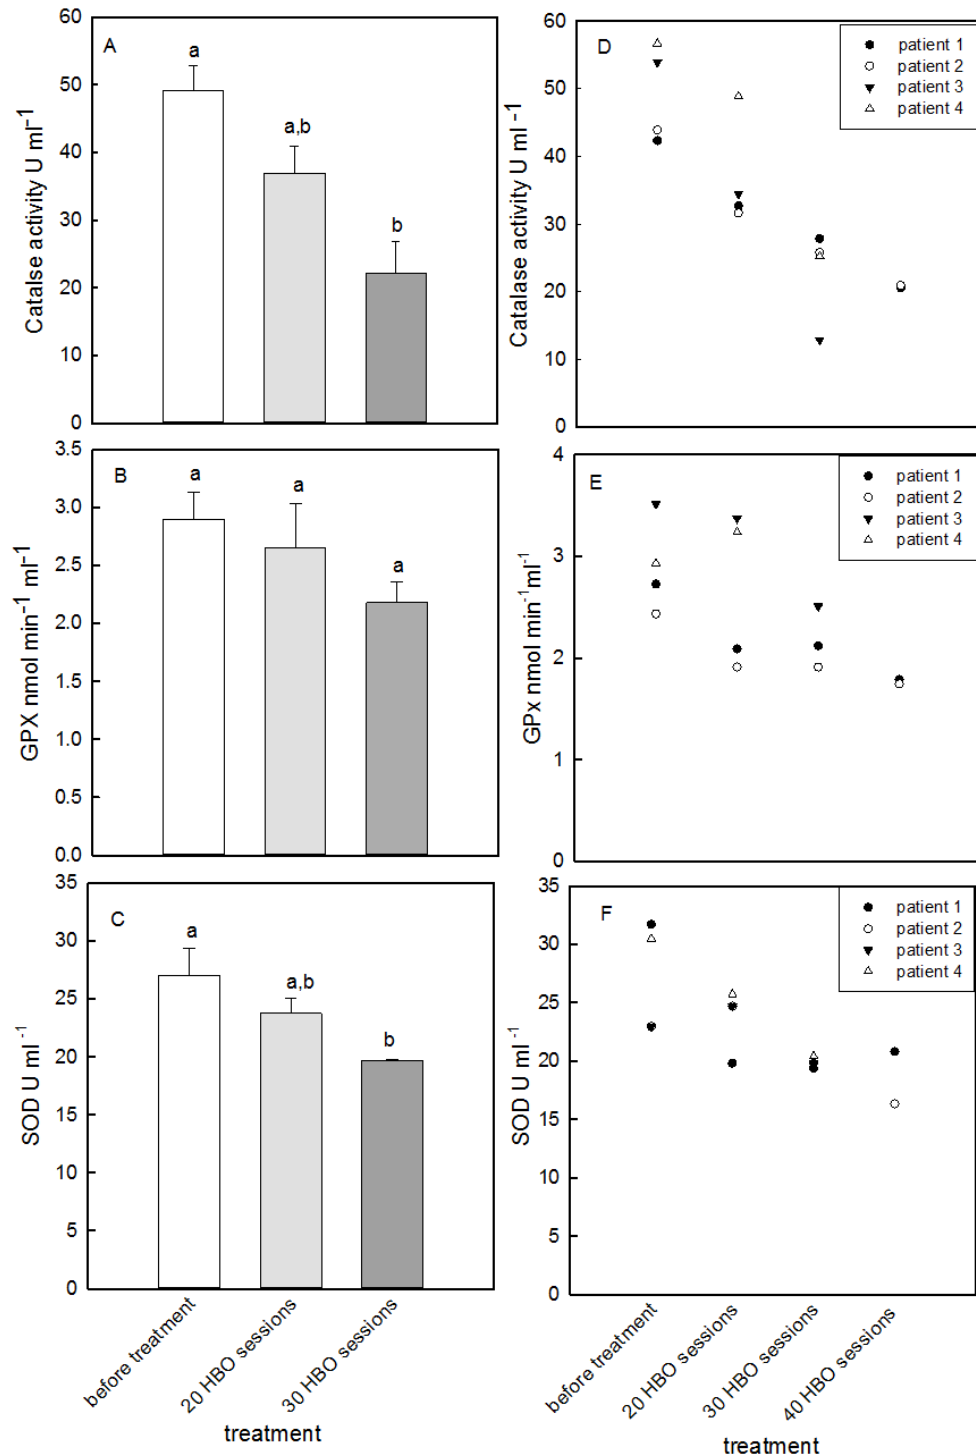 A
60
50
40
30
20
10
0
Catalse activity U ml⁻¹
a
a,b
b
D
60
50
40
30
20
10
0
Catalase activity U ml⁻¹
patient 1
patient 2
patient 3
patient 4
B
3.5
3.0
2.5
2.0
1.5
1.0
0.5
0.0
GPX nmol min⁻¹ ml⁻¹
a
a
a
E
4
3
2
1
0
GPx nmol min⁻¹ml⁻¹
patient 1
patient 2
patient 3
patient 4
C
35
30
25
20
15
10
5
0
SOD U ml⁻¹
a
a,b
b
before treatment
20 HBO sessions
30 HBO sessions
treatment
F
35
30
25
20
15
10
5
0
SOD U ml⁻¹
patient 1
patient 2
patient 3
patient 4
before treatment
20 HBO sessions
30 HBO sessions
40 HBO sessions
treatment